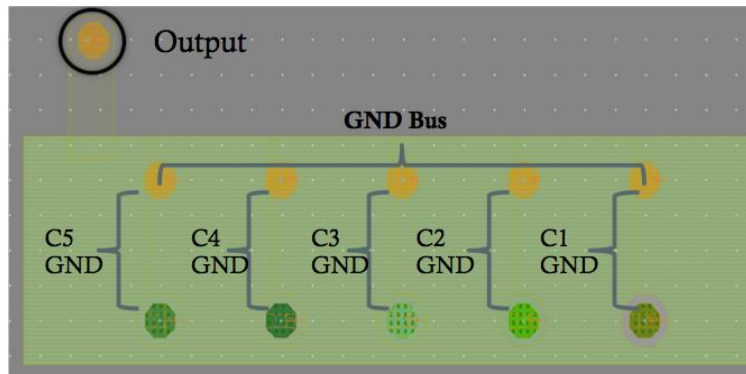 Output
GND Bus
C5
GND
C4
GND
C3
GND
C2
GND
C1
GND